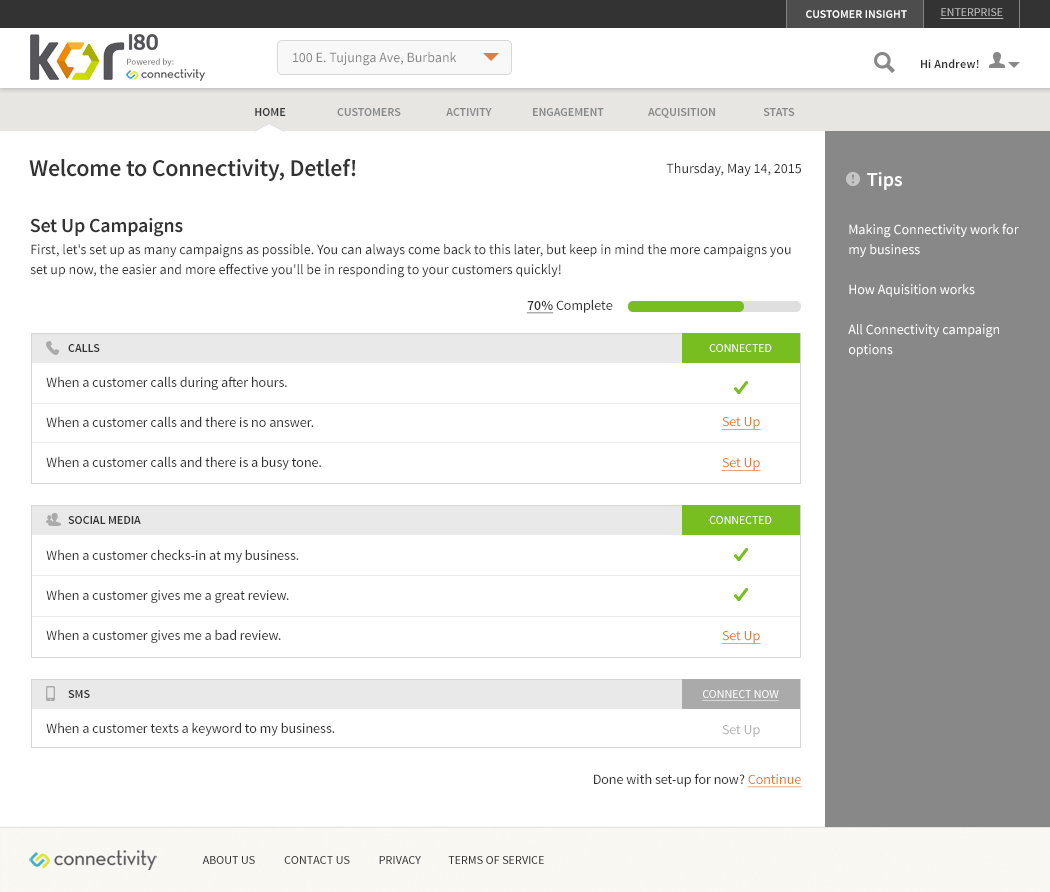 CUSTOMER INSIGHT
ENTERPRISE
kor 180
Powered by:
connectivity
100 E. Tujunga Ave, Burbank
Hi Andrew!
HOME CUSTOMERS ACTIVITY ENGAGEMENT ACQUISITION STATS
Welcome to Connectivity, Detlef!
Thursday, May 14, 2015
Set Up Campaigns
First, let's set up as many campaigns as possible. You can always come back to this later, but keep in mind the more campaigns you
set up now, the easier and more effective you'll be in responding to your customers quickly!
70% Complete
CALLS CONNECTED
When a customer calls during after hours.
When a customer calls and there is no answer. Set Up
When a customer calls and there is a busy tone. Set Up
SOCIAL MEDIA CONNECTED
When a customer checks-in at my business.
When a customer gives me a great review.
When a customer gives me a bad review. Set Up
SMS CONNECT NOW
When a customer texts a keyword to my business. Set Up
Done with set-up for now? Continue
Tips
Making Connectivity work for
my business
How Aquisition works
All Connectivity campaign
options
connectivity ABOUT US CONTACT US PRIVACY TERMS OF SERVICE